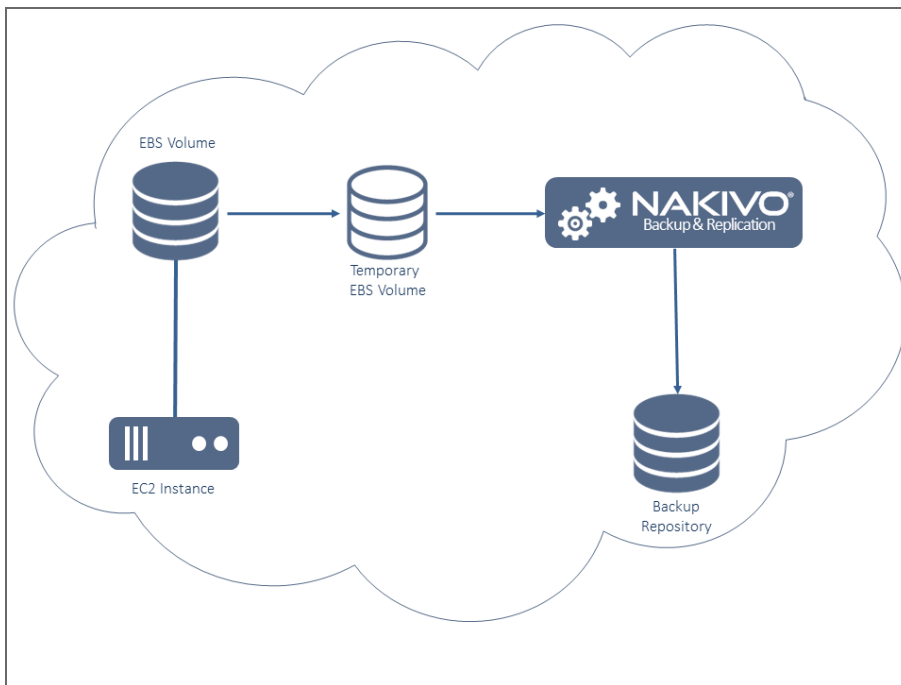 EBS Volume
NAKIVO®
Backup & Replication
Temporary
EBS Volume
EC2 Instance
Backup
Repository